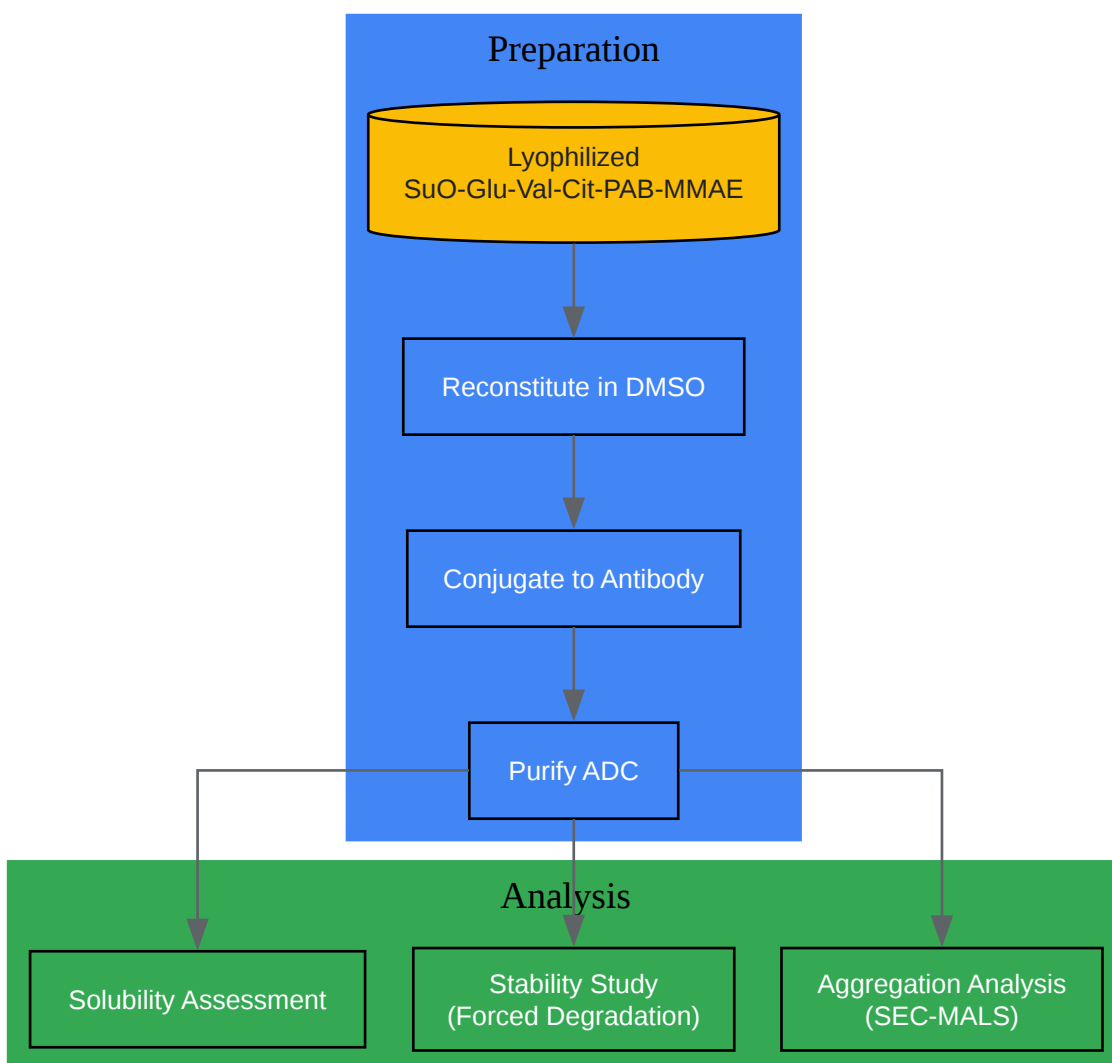 Preparation
Lyophilized
SuO-Glu-Val-Cit-PAB-MMAE
Reconstitute in DMSO
Conjugate to Antibody
Purify ADC
Analysis
Solubility Assessment
Stability Study
(Forced Degradation)
Aggregation Analysis
(SEC-MALS)